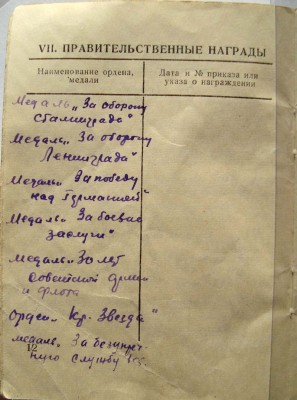 VII. ПРАВИТЕЛЬСТВЕННЫЕ НАГРАДЫ
Наименование ордена, медали
Дата и № приказа или указа о награждении
Медаль „За оборону
Сталинграда"
Медаль „За оборону
Ленинграда"
Медаль „За победу
над Германией"
Медаль „За боевые
заслуги"
Медаль „30 лет
Советской армии
и флота
Орден „Кр. Звезда"
медаль „За безупреч
ную службу
12